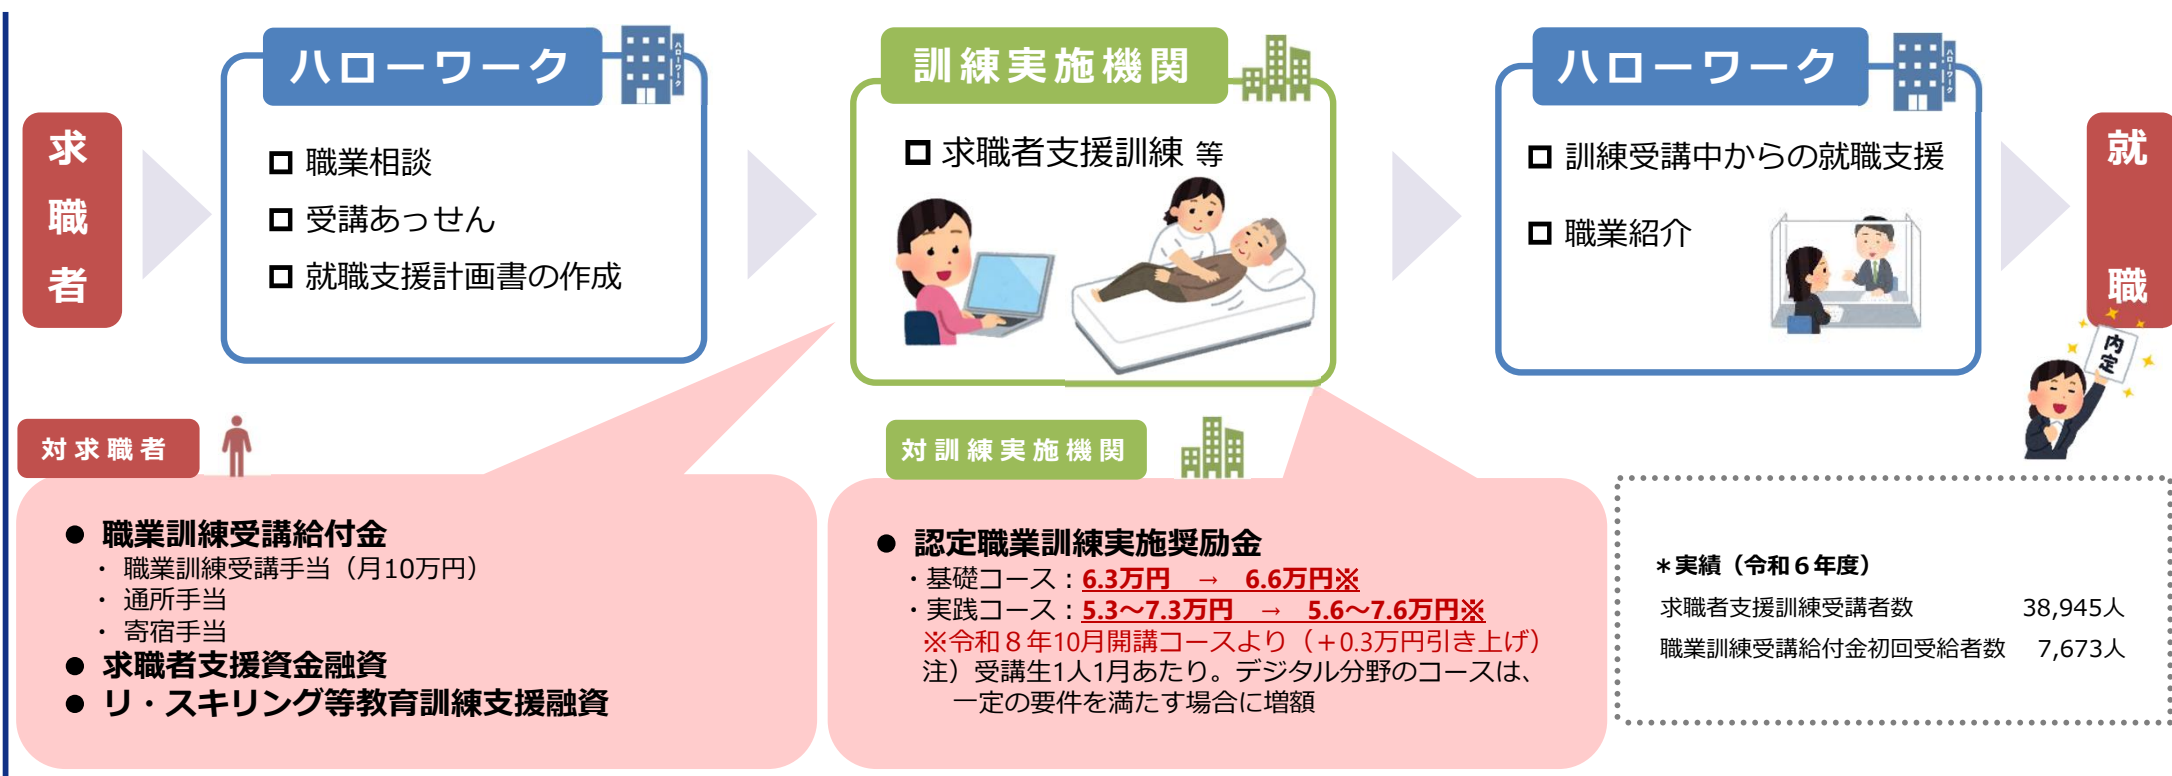 求職者
ハローワーク
ハローワーク
□ 職業相談
□ 受講あっせん
□ 就職支援計画書の作成
訓練実施機関
□ 求職者支援訓練 等
ハローワーク
ハローワーク
□ 訓練受講中からの就職支援
□ 職業紹介
就職
内定
対求職者
● 職業訓練受講給付金
・ 職業訓練受講手当（月10万円）
・ 通所手当
・ 寄宿手当
● 求職者支援資金融資
● リ・スキリング等教育訓練支援融資
対訓練実施機関
● 認定職業訓練実施奨励金
・基礎コース：6.3万円　→　6.6万円※
・実践コース：5.3～7.3万円　→　5.6～7.6万円※
※令和８年10月開講コースより（＋0.3万円引き上げ）
注）受講生1人1月あたり。デジタル分野のコースは、
一定の要件を満たす場合に増額
＊実績（令和６年度）
求職者支援訓練受講者数　38,945人
職業訓練受講給付金初回受給者数　7,673人